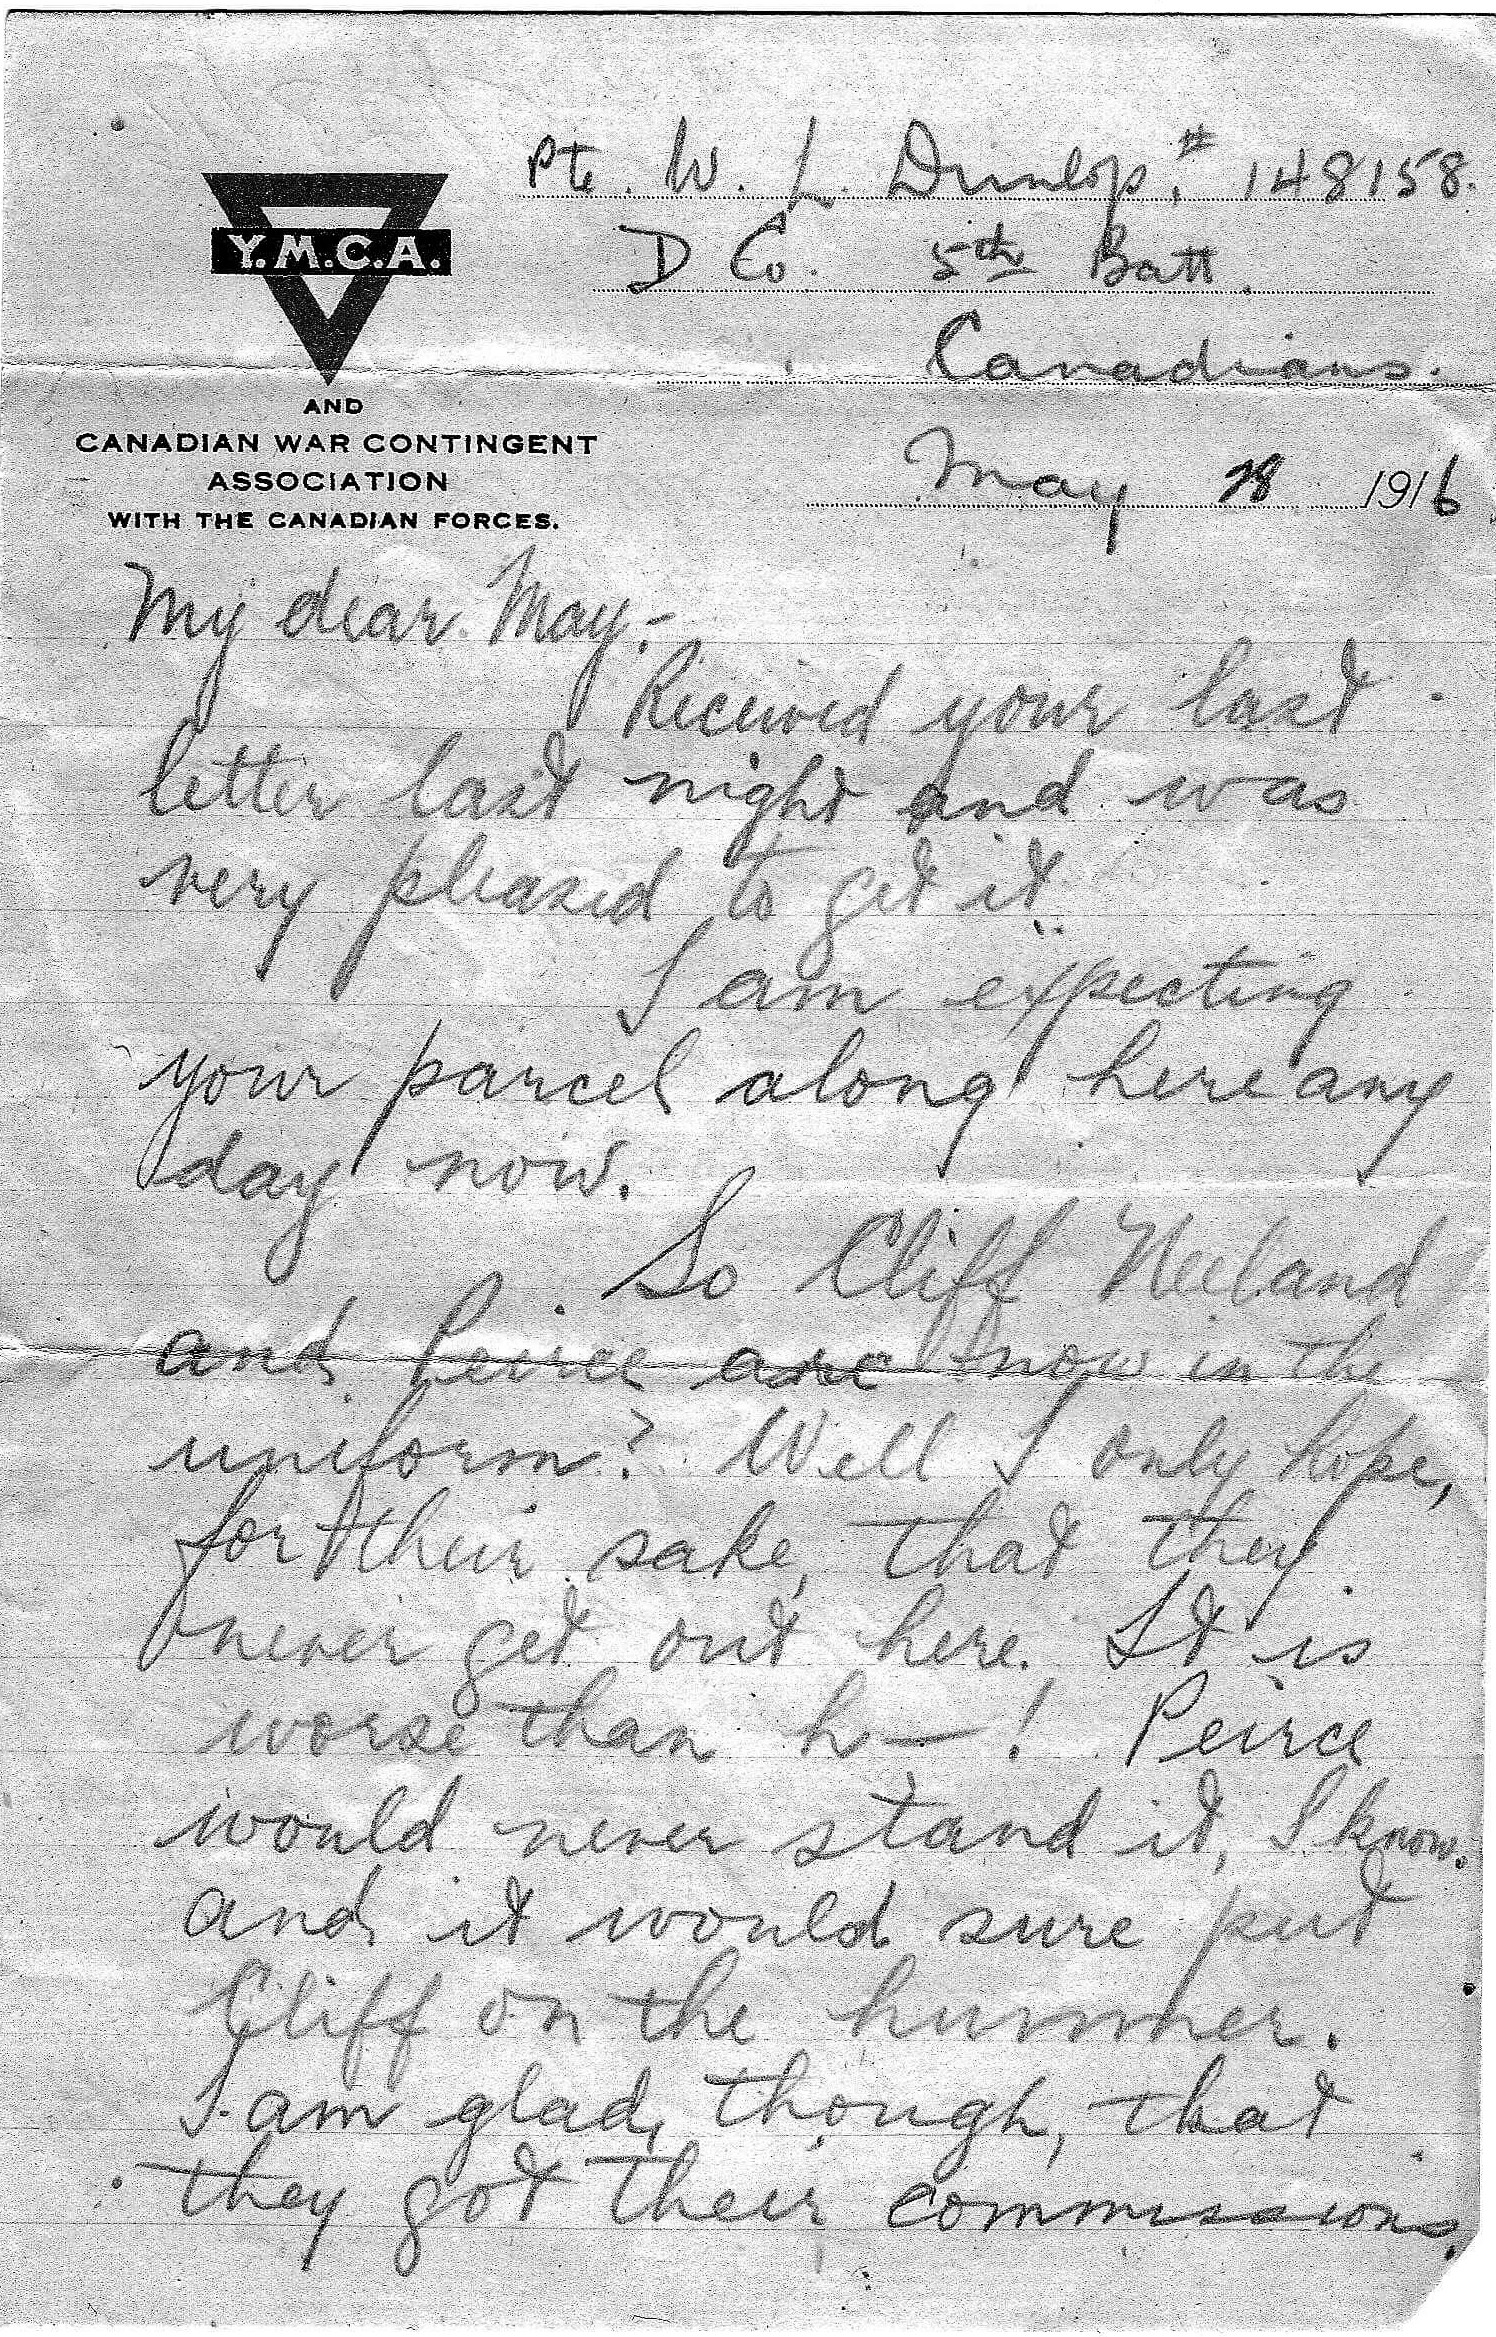 Pte. W. L. Dunlop, # 148158.
Y.M.C.A.
D Co. 5th Batt.
Canadians.
AND
CANADIAN WAR CONTINGENT
ASSOCIATION
WITH THE CANADIAN FORCES.
May 1916
My dear May:-
Received your last
letter last night and was
very pleased to get it.
I am expecting
your parcel along here any
day now.
So Cliff Neeland
and Peirce are now in the
uniform? Well I only hope,
for their sake, that they
never get out here. It is
worse than h—! Peirce
would never stand it, I know.
and it would sure put
Cliff on the hummer.
I am glad, though, that
they got their commissions.